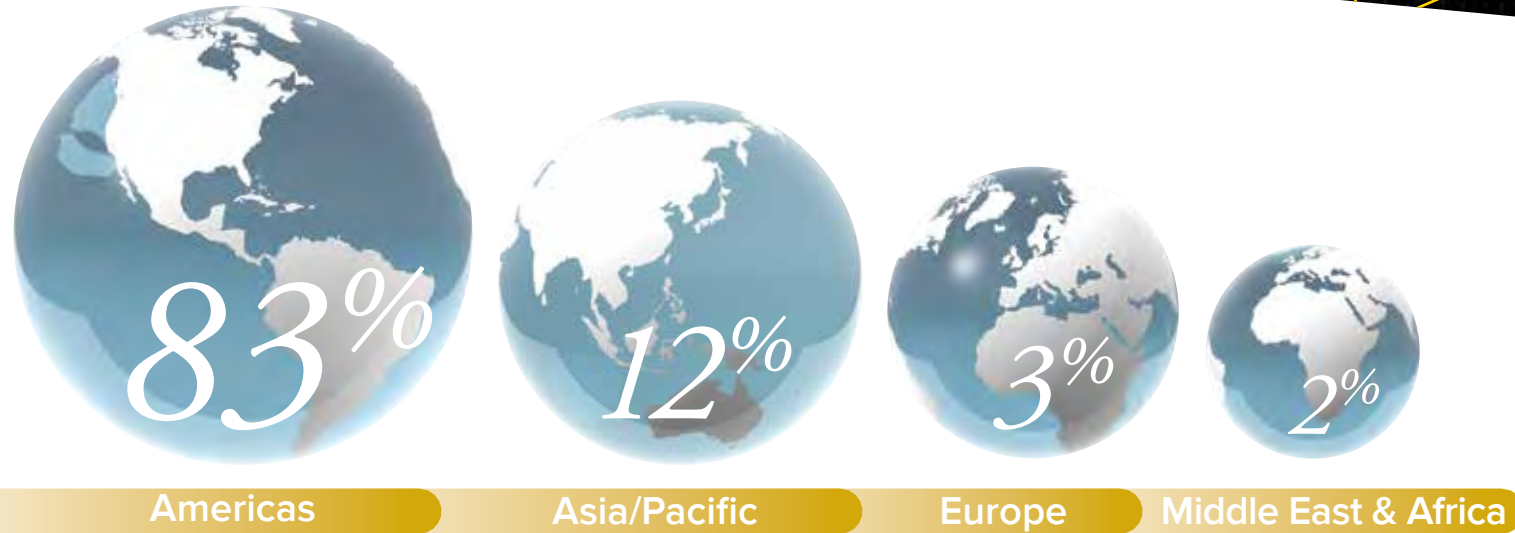 83%
12%
3%
2%
Americas
Asia/Pacific
Europe
Middle East & Africa